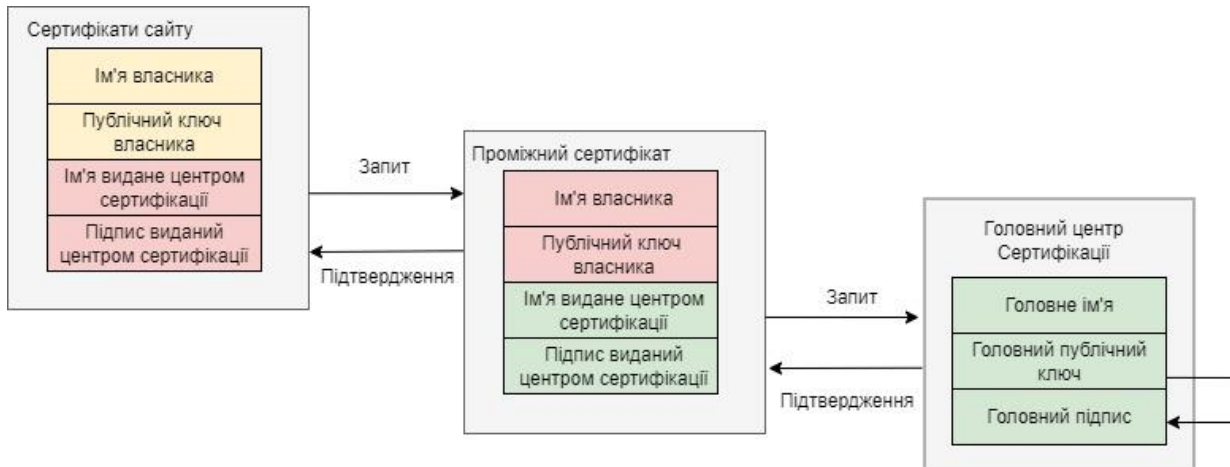 Сертифікати сайту
Ім'я власника
Публічний ключ
власника
Ім'я видане центром
сертифікації
Підпис виданий
центром сертифікації
Запит
Підтвердження
Проміжний сертифікат
Ім'я власника
Публічний ключ
власника
Ім'я видане центром
сертифікації
Підпис виданий
центром сертифікації
Запит
Підтвердження
Головний центр
Сертифікації
Головне ім'я
Головний публічний
ключ
Головний підпис